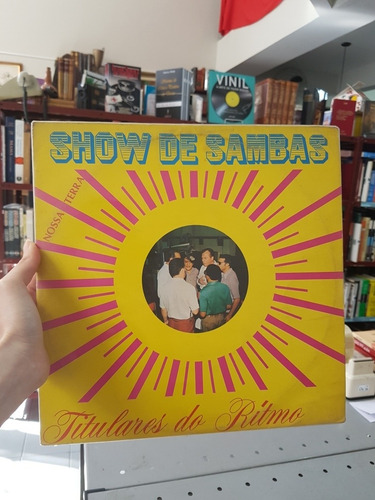 VINIL
SHOW DE SAMBAS
NOSSA TERRA
Titulares do Ritmo